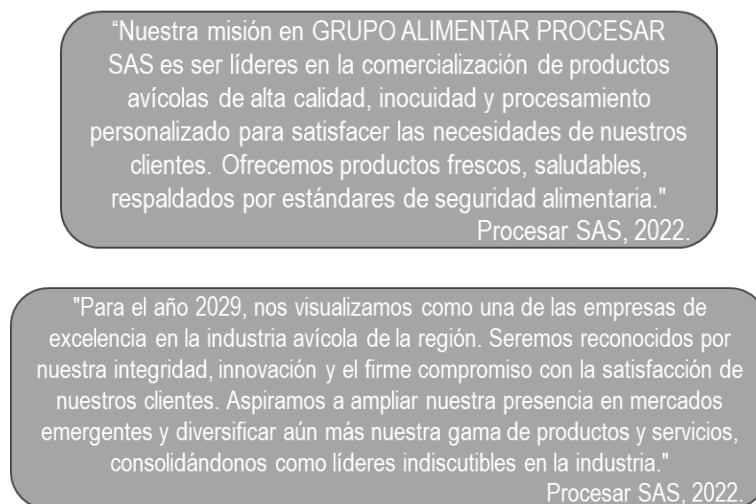 “Nuestra misión en GRUPO ALIMENTAR PROCESAR
SAS es ser líderes en la comercialización de productos
avícolas de alta calidad, inocuidad y procesamiento
personalizado para satisfacer las necesidades de nuestros
clientes. Ofrecemos productos frescos, saludables,
respaldados por estándares de seguridad alimentaria."
Procesar SAS, 2022.
"Para el año 2029, nos visualizamos como una de las empresas de
excelencia en la industria avícola de la región. Seremos reconocidos por
nuestra integridad, innovación y el firme compromiso con la satisfacción de
nuestros clientes. Aspiramos a ampliar nuestra presencia en mercados
emergentes y diversificar aún más nuestra gama de productos y servicios,
consolidándonos como líderes indiscutibles en la industria."
Procesar SAS, 2022.